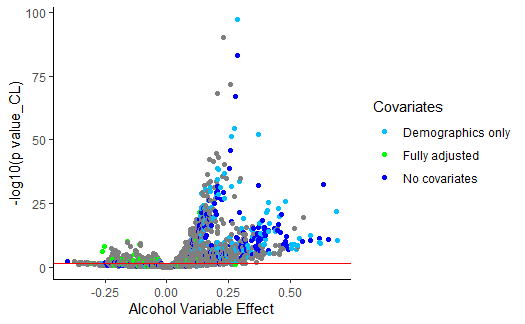 100
75
50
25
0
-log10(p value_CL)
-0.25
0.00
0.25
0.50
Alcohol Variable Effect
Covariates
Demographics only
Fully adjusted
No covariates